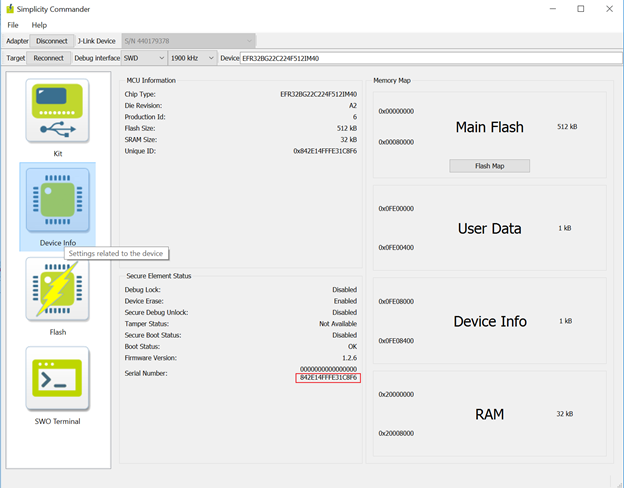 Simplicity Commander
File Help
Adapter Disconnect J-Link Device S/N 440179378
Target Reconnect Debug interface SWD 1900 kHz Device EFR32BG22C224F512IM40
Kit
Device Info
Settings related to the device
Flash
SWO Terminal
MCU Information
Chip Type: EFR32BG22C224F512IM40
Die Revision: A2
Production Id: 6
Flash Size: 512 kB
SRAM Size: 32 kB
Unique ID: 0x842E14FFFE31C8F6
Secure Element Status
Debug Lock: Disabled
Device Erase: Enabled
Secure Debug Unlock: Disabled
Tamper Status: Not Available
Secure Boot Status: Disabled
Boot Status: OK
Firmware Version: 1.2.6
Serial Number: 0000000000000000
842E14FFFE31C8F6
Memory Map
0x00000000
Main Flash 512 kB
0x00080000
Flash Map
0x0FE00000
User Data 1 kB
0x0FE00400
0x0FE08000
Device Info 1 kB
0x0FE08400
0x20000000
RAM 32 kB
0x20008000